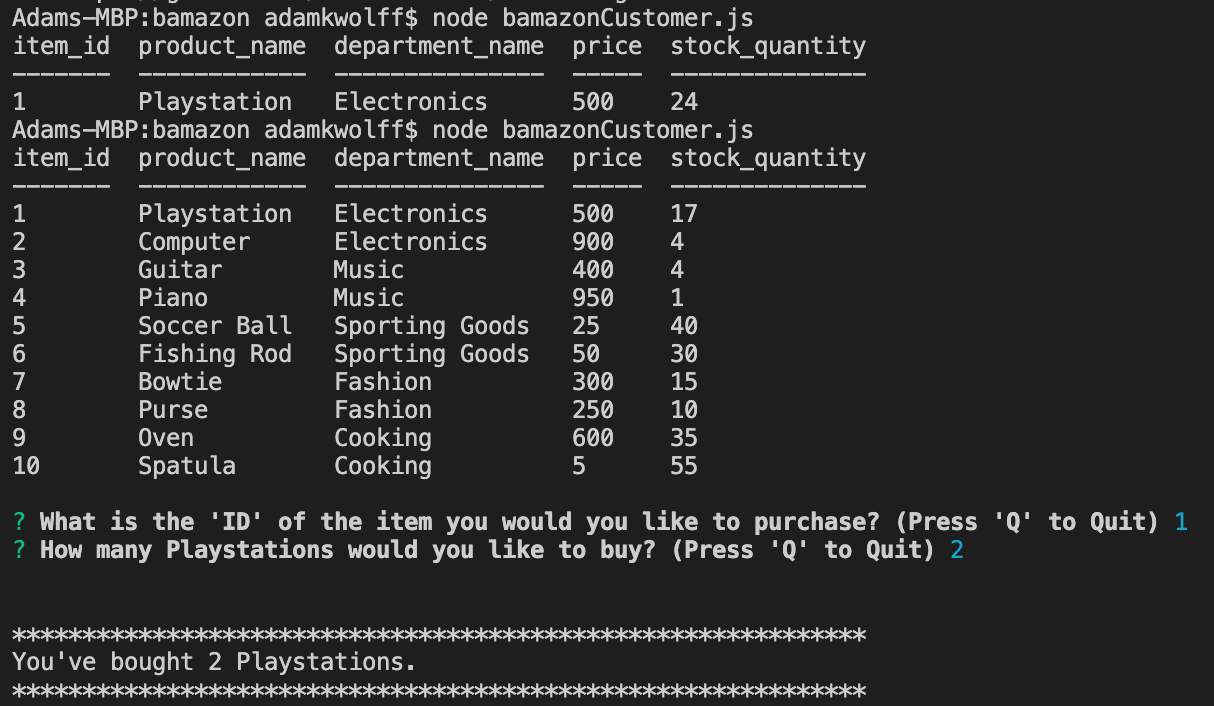 Adams-MBP:bamazon adamkwolff$ node bamazonCustomer.js
item_id  product_name  department_name  price  stock_quantity
-------  ------------  ---------------  -----  --------------
1        Playstation   Electronics      500    24
Adams-MBP:bamazon adamkwolff$ node bamazonCustomer.js
item_id  product_name  department_name  price  stock_quantity
-------  ------------  ---------------  -----  --------------
1        Playstation   Electronics      500    17
2        Computer      Electronics      900    4
3        Guitar        Music            400    4
4        Piano         Music            950    1
5        Soccer Ball   Sporting Goods   25     40
6        Fishing Rod   Sporting Goods   50     30
7        Bowtie        Fashion          300    15
8        Purse         Fashion          250    10
9        Oven          Cooking          600    35
10       Spatula       Cooking          5      55
? What is the 'ID' of the item you would you like to purchase? (Press 'Q' to Quit) 1
? How many Playstations would you like to buy? (Press 'Q' to Quit) 2
*************************************************************
You've bought 2 Playstations.
*************************************************************